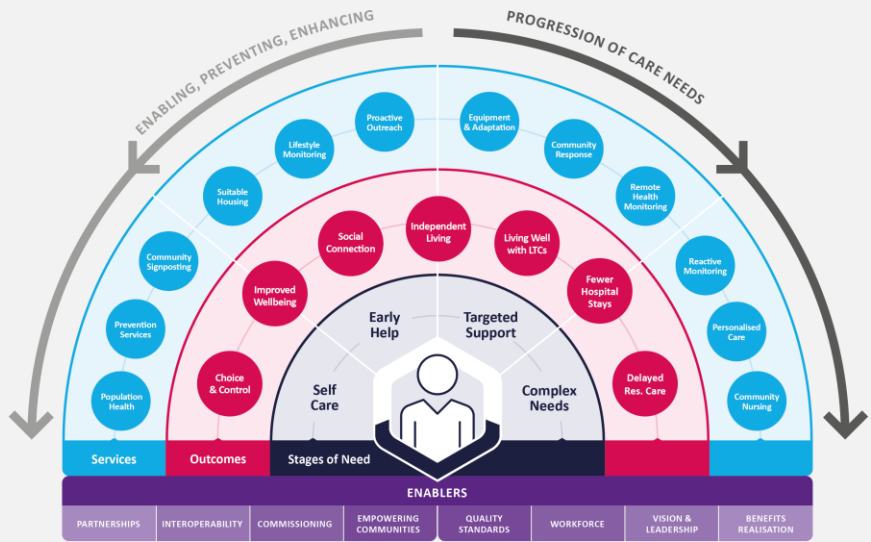 ENABLING, PREVENTING, ENHANCING
PROGRESSION OF CARE NEEDS
Population
Health
Prevention
Services
Community
Signposting
Suitable
Housing
Lifestyle
Monitoring
Proactive
Outreach
Equipment
& Adaptation
Community
Response
Remote
Health
Monitoring
Reactive
Monitoring
Personalised
Care
Community
Nursing
Choice
& Control
Improved
Wellbeing
Social
Connection
Independent
Living
Living Well
with LTCs
Fewer
Hospital
Stays
Delayed
Res. Care
Self
Care
Early
Help
Targeted
Support
Complex
Needs
Services
Outcomes
Stages of Need
ENABLERS
PARTNERSHIPS
INTEROPERABILITY
COMMISSIONING
EMPOWERING
COMMUNITIES
QUALITY
STANDARDS
WORKFORCE
VISION &
LEADERSHIP
BENEFITS
REALISATION